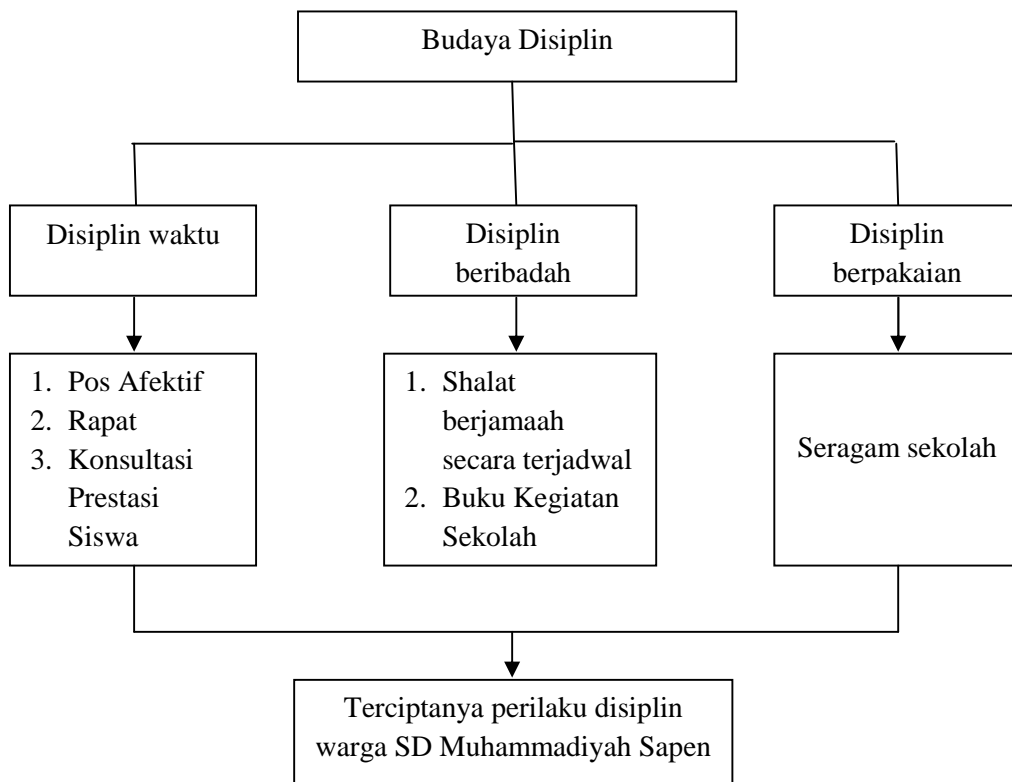 Budaya Disiplin
Disiplin waktu
Disiplin
beribadah
Disiplin
berpakaian
1. Pos Afektif
2. Rapat
3. Konsultasi
Prestasi
Siswa
1. Shalat
berjamaah
secara terjadwal
2. Buku Kegiatan
Sekolah
Seragam sekolah
Terciptanya perilaku disiplin
warga SD Muhammadiyah Sapen